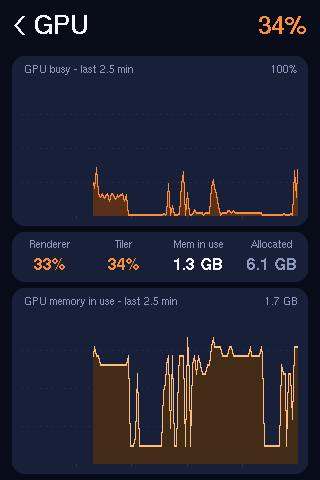 GPU 34%
GPU busy - last 2.5 min 100%
Renderer Tiler Mem in use Allocated
33% 34% 1.3 GB 6.1 GB
GPU memory in use - last 2.5 min 1.7 GB